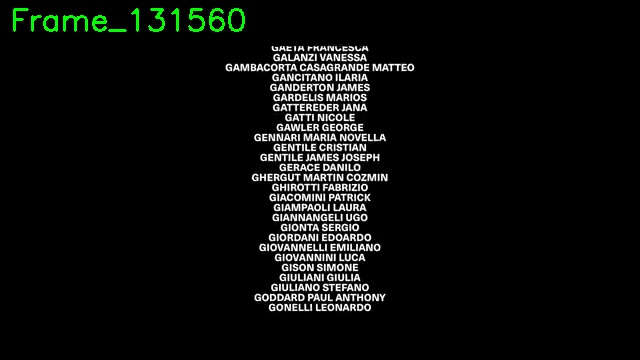 Frame_131560
GAETA FRANCESCA
GALANZI VANESSA
GAMBACORTA CASAGRANDE MATTEO
GANCITANO ILARIA
GANDERTON JAMES
GARDELIS MARIOS
GATTEREDER JANA
GATTI NICOLE
GAWLER GEORGE
GENNARI MARIA NOVELLA
GENTILE CRISTIAN
GENTILE JAMES JOSEPH
GERACE DANILO
GHERGUT MARTIN COZMIN
GHIROTTI FABRIZIO
GIACOMINI PATRICK
GIAMPAOLI LAURA
GIANNANGELI UGO
GIONTA SERGIO
GIORDANI EDOARDO
GIOVANNELLI EMILIANO
GIOVANNINI LUCA
GISON SIMONE
GIULIANI GIULIA
GIULIANO STEFANO
GODDARD PAUL ANTHONY
GONELLI LEONARDO